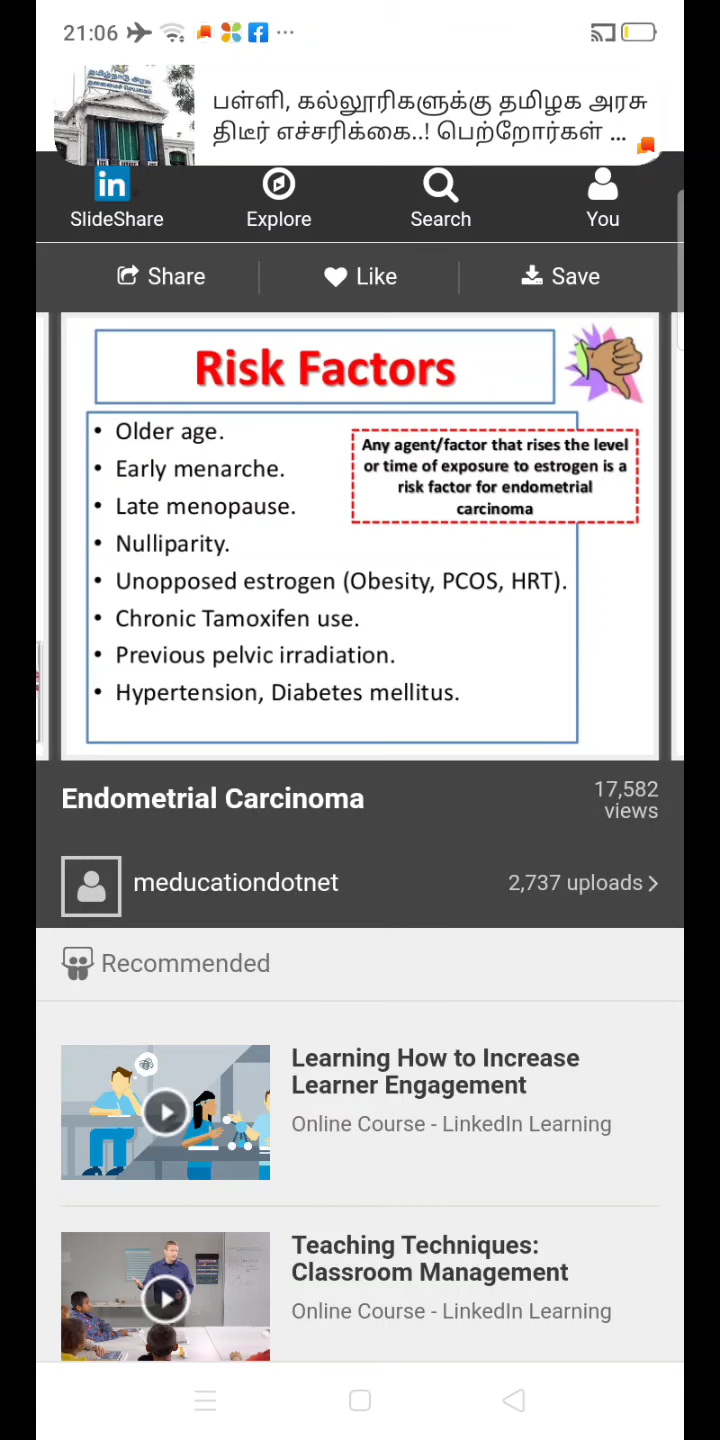 21:06
பள்ளி, கல்லூரிகளுக்கு தமிழக அரசு
திடீர் எச்சரிக்கை..! பெற்றோர்கள் ...
in
SlideShare
Explore
Search
You
Share
Like
Save
Risk Factors
• Older age.
• Early menarche.
• Late menopause.
• Nulliparity.
• Unopposed estrogen (Obesity, PCOS, HRT).
• Chronic Tamoxifen use.
• Previous pelvic irradiation.
• Hypertension, Diabetes mellitus.
Any agent/factor that rises the level
or time of exposure to estrogen is a
risk factor for endometrial
carcinoma
Endometrial Carcinoma
17,582
views
meducationdotnet
2,737 uploads
Recommended
Learning How to Increase
Learner Engagement
Online Course - LinkedIn Learning
Teaching Techniques:
Classroom Management
Online Course - LinkedIn Learning